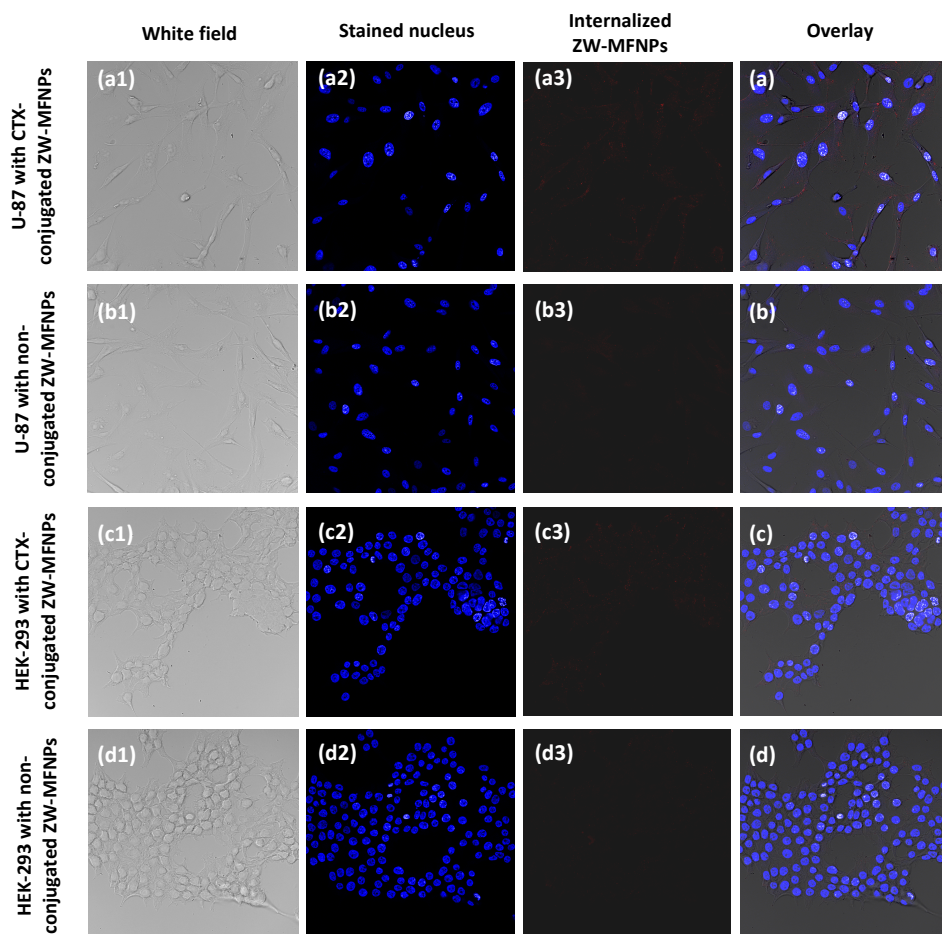 White field
Stained nucleus
Internalized
ZW-MFNPs
Overlay
U-87 with CTX-
conjugated ZW-MFNPs
(a1)
(a2)
(a3)
(a)
U-87 with non-
conjugated ZW-MFNPs
(b1)
(b2)
(b3)
(b)
HEK-293 with CTX-
conjugated ZW-MFNPs
(c1)
(c2)
(c3)
(c)
HEK-293 with non-
conjugated ZW-MFNPs
(d1)
(d2)
(d3)
(d)